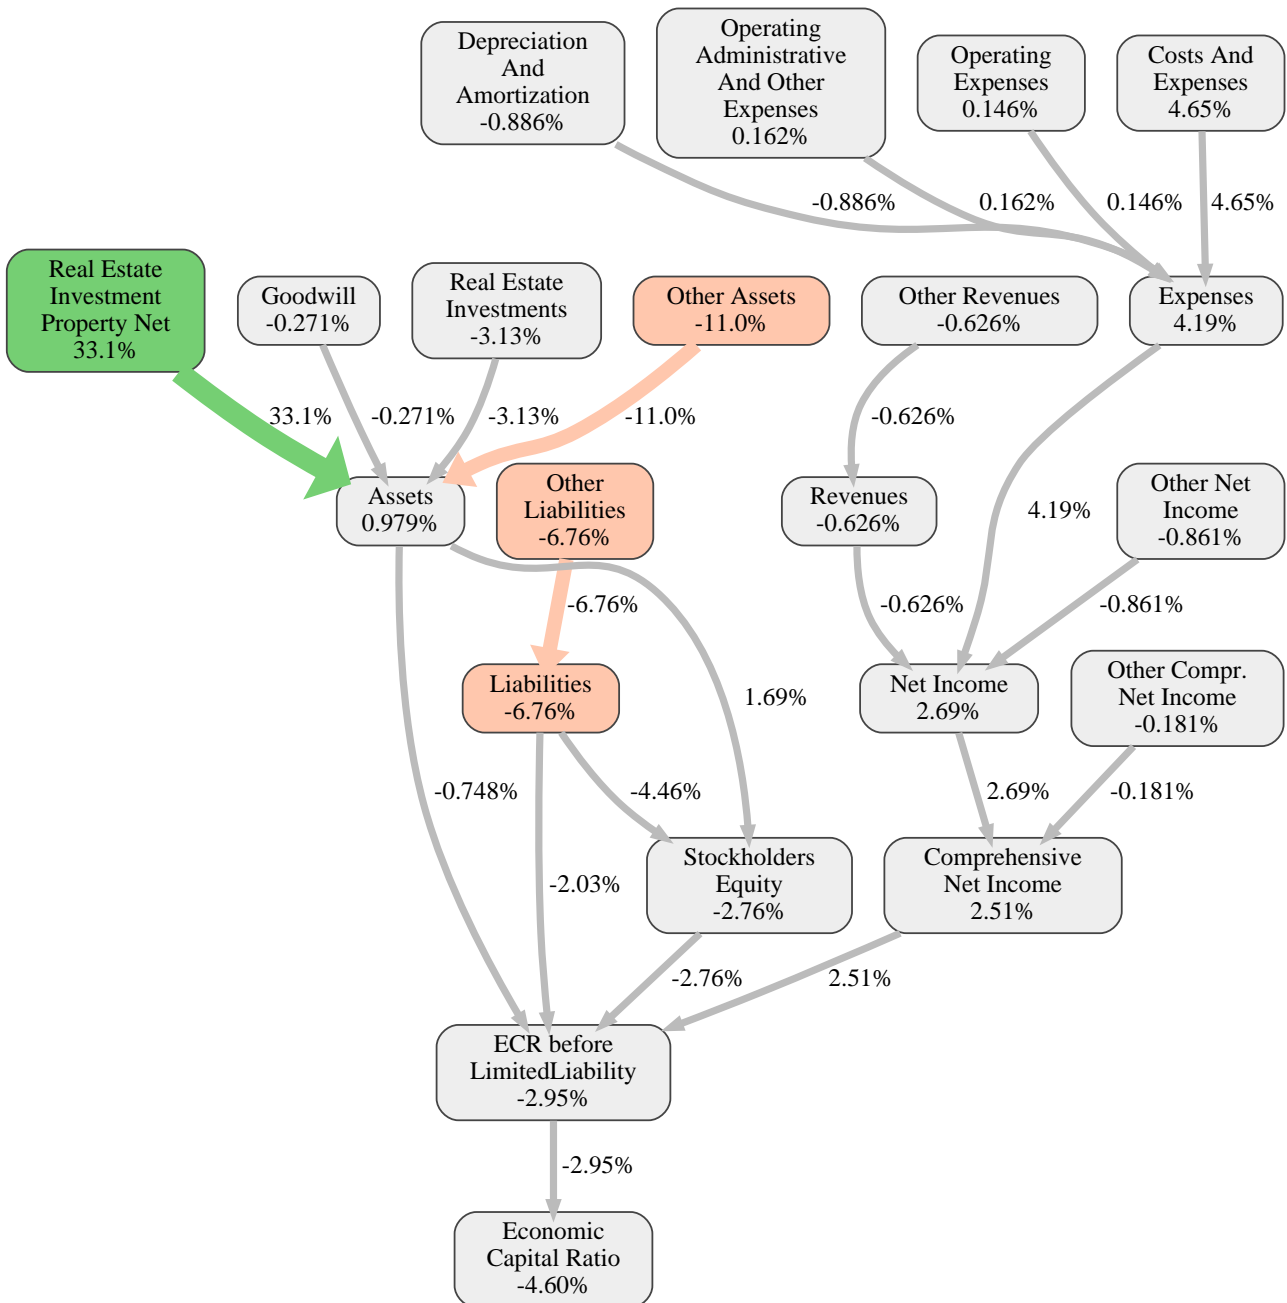 Depreciation
And
Amortization
-0.886%
Operating
Administrative
And Other
Expenses
0.162%
Operating
Expenses
0.146%
Costs And
Expenses
4.65%
-0.886%
0.162%
0.146%
4.65%
Real Estate
Investment
Property Net
33.1%
Goodwill
-0.271%
Real Estate
Investments
-3.13%
Other Assets
-11.0%
Other Revenues
-0.626%
Expenses
4.19%
33.1%
-0.271%
-3.13%
-11.0%
-0.626%
Assets
0.979%
Other
Liabilities
-6.76%
Revenues
-0.626%
4.19%
Other Net
Income
-0.861%
-6.76%
-0.626%
-0.861%
Liabilities
-6.76%
1.69%
Net Income
2.69%
Other Compr.
Net Income
-0.181%
-0.748%
-4.46%
2.69%
-0.181%
-2.03%
Stockholders
Equity
-2.76%
Comprehensive
Net Income
2.51%
-2.76%
2.51%
ECR before
LimitedLiability
-2.95%
-2.95%
Economic
Capital Ratio
-4.60%